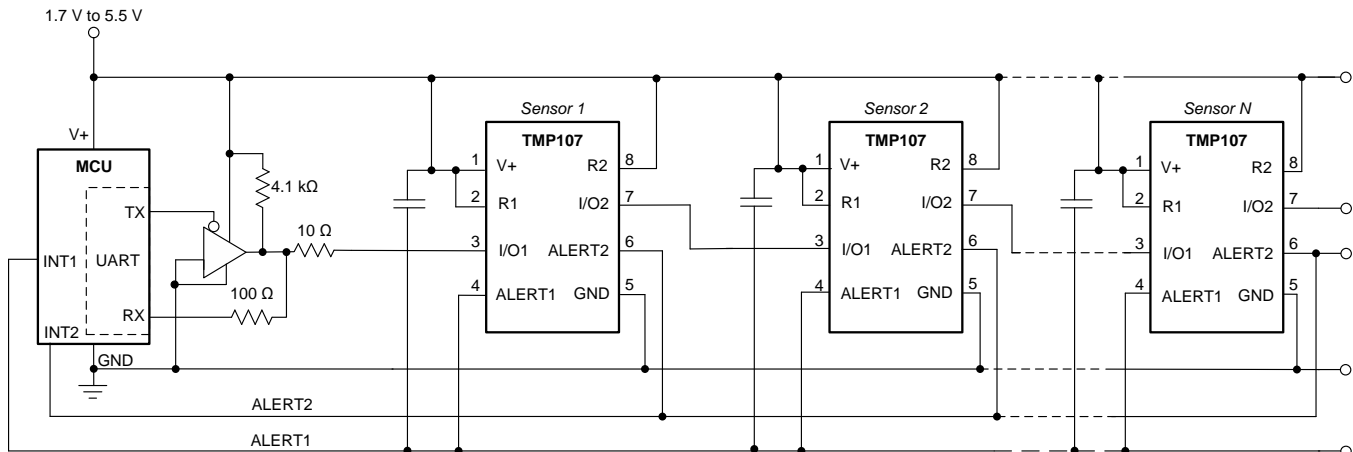 1.7 V to 5.5 V
V+
MCU
TX
UART
INT1
RX
INT2
GND
4.1 kΩ
10 Ω
100 Ω
Sensor 1
TMP107
1
V+
R2
8
2
R1
I/O2
7
3
I/O1
ALERT2
6
4
ALERT1
GND
5
Sensor 2
TMP107
1
V+
R2
8
2
R1
I/O2
7
3
I/O1
ALERT2
6
4
ALERT1
GND
5
Sensor N
TMP107
1
V+
R2
8
2
R1
I/O2
7
3
I/O1
ALERT2
6
4
ALERT1
GND
5
ALERT2
ALERT1